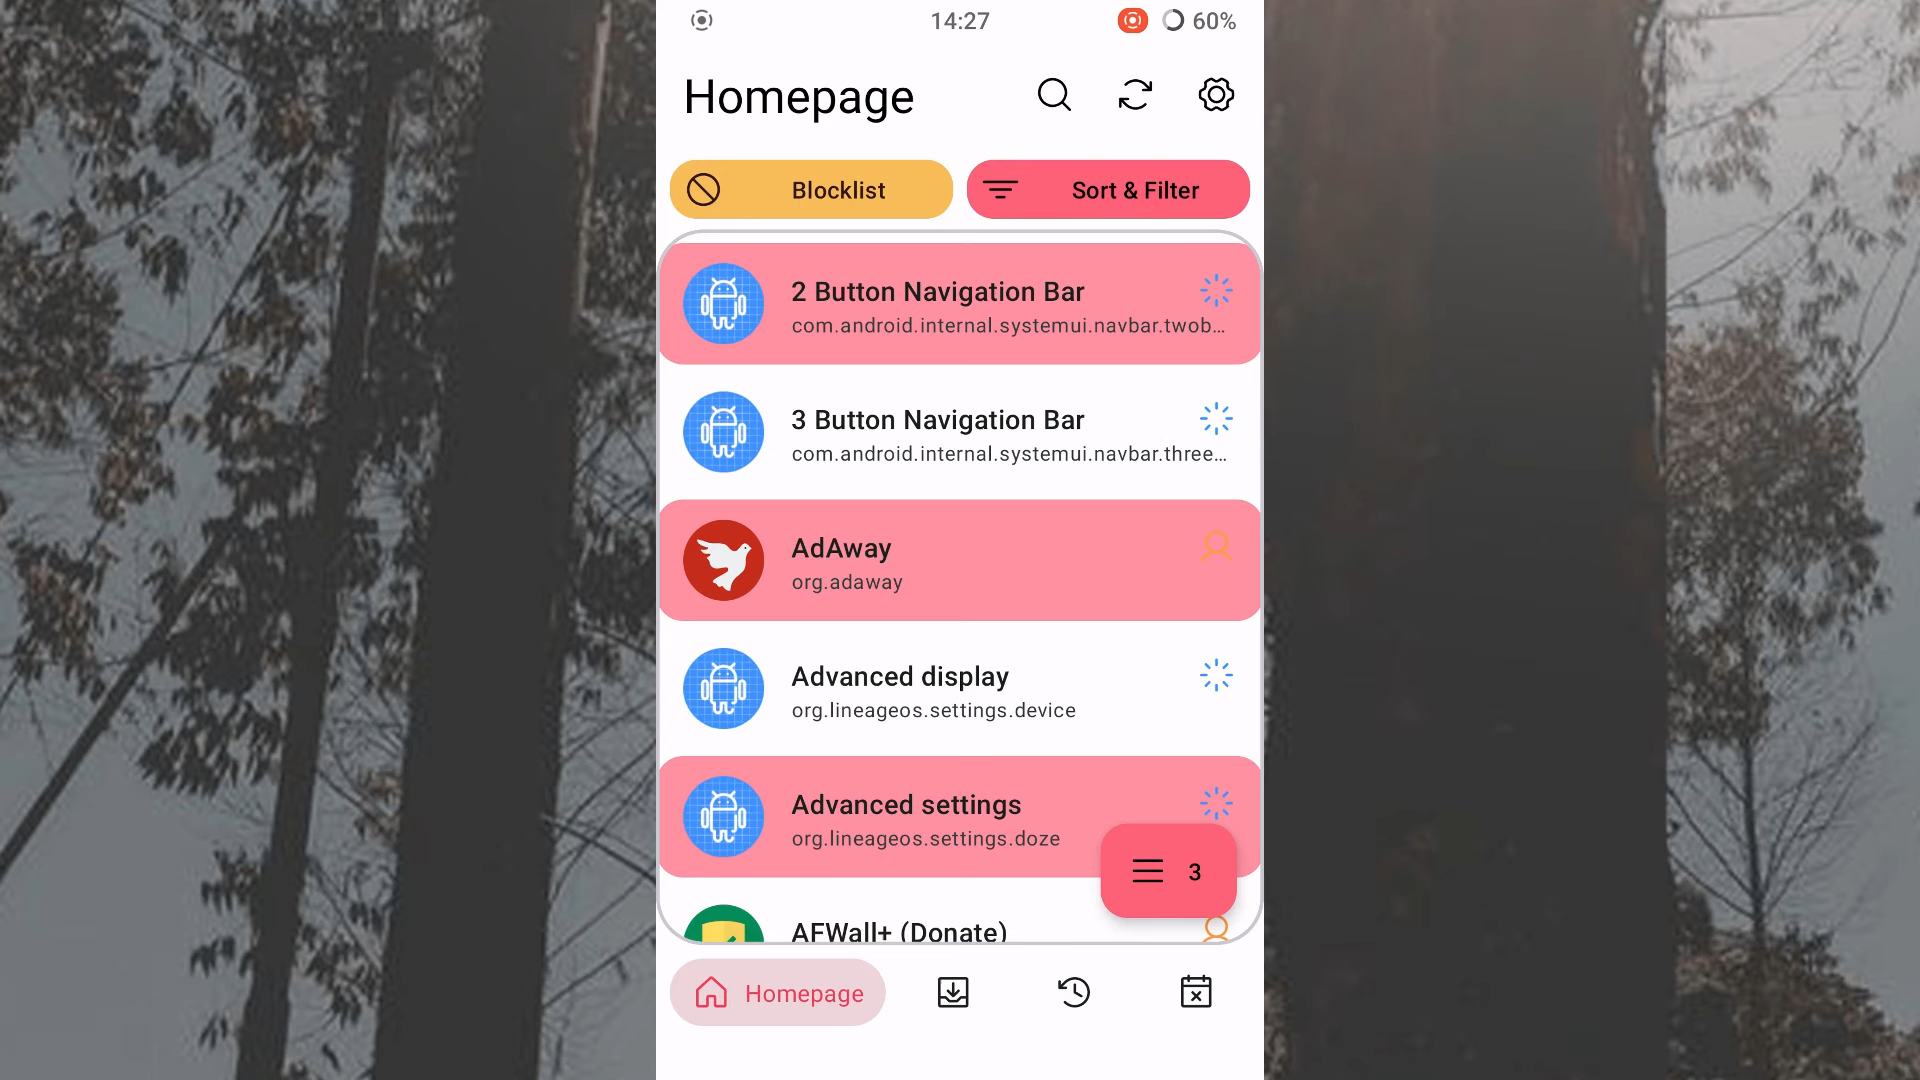 14:27
60%
Homepage
Blocklist
Sort & Filter
2 Button Navigation Bar
com.android.internal.systemui.navbar.twob...
3 Button Navigation Bar
com.android.internal.systemui.navbar.three...
AdAway
org.adaway
Advanced display
org.lineageos.settings.device
Advanced settings
org.lineageos.settings.doze
3
AFWall+ (Donate)
Homepage